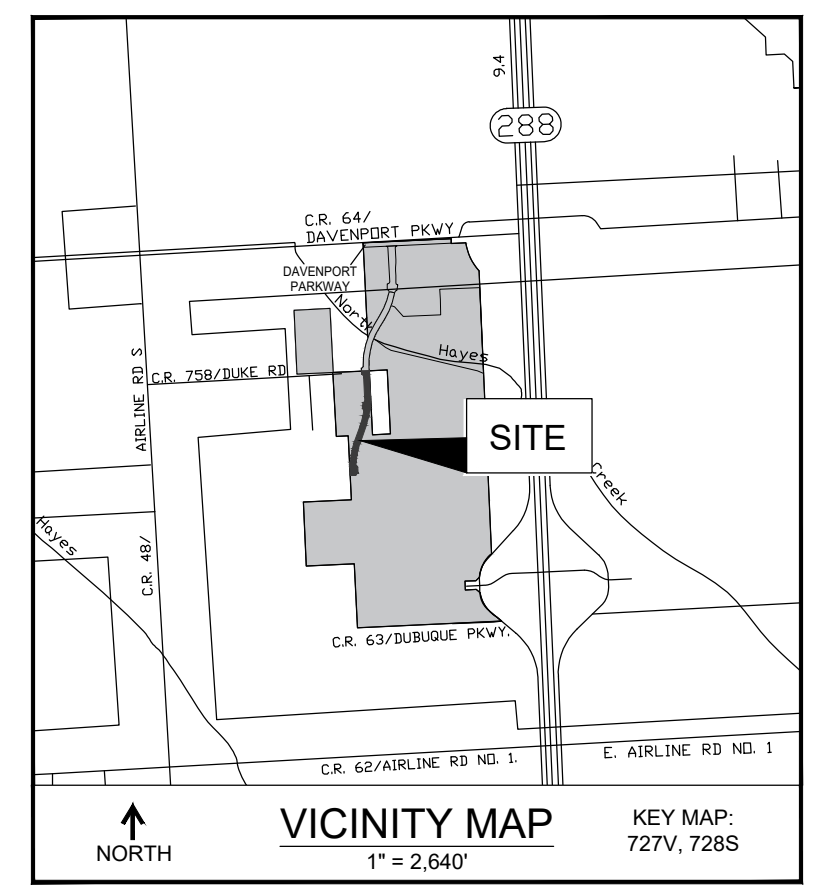 9.4
288
C.R. 64/
DAVENPORT PKWY
DAVENPORT
PARKWAY
North
Hayes
AIRLINE RD S
C.R. 758/DUKE RD
SITE
Creek
Hayes
C.R. 48/
C.R. 63/DUBUQUE PKWY.
C.R. 62/AIRLINE RD NO. 1.
E. AIRLINE RD NO. 1
NORTH
VICINITY MAP
1" = 2,640'
KEY MAP:
727V, 728S